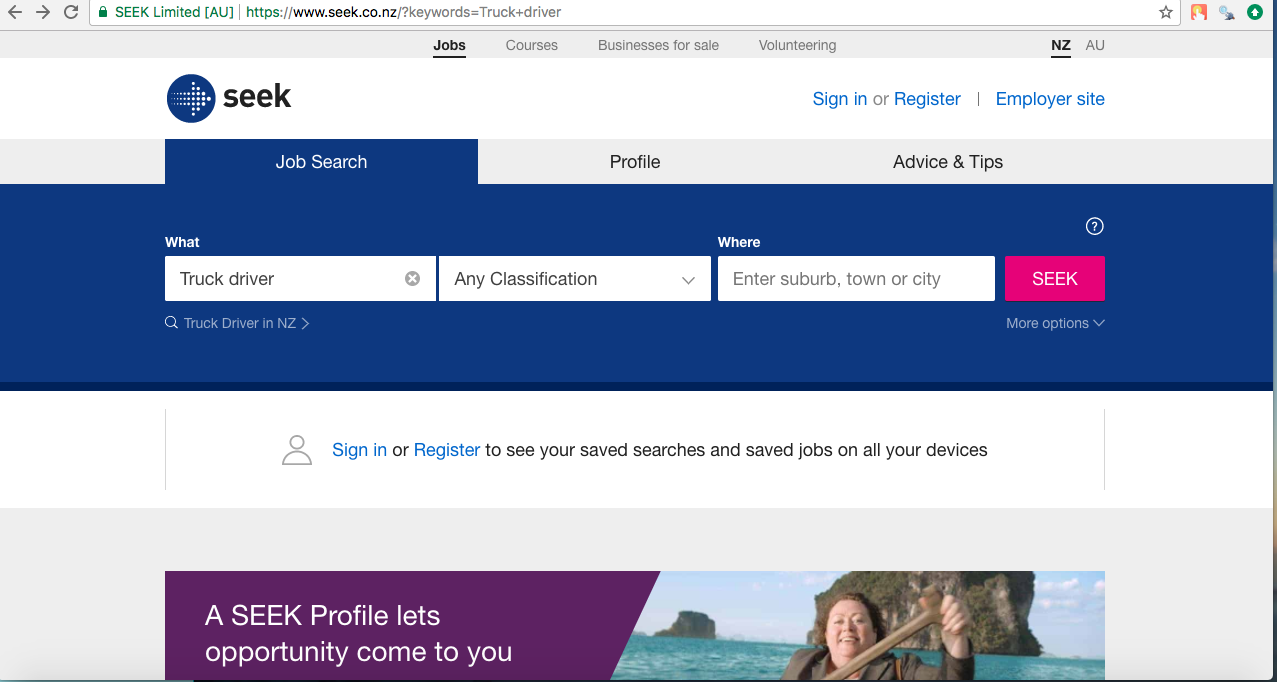 SEEK Limited [AU] https://www.seek.co.nz/?keywords=Truck+driver
Jobs Courses Businesses for sale Volunteering NZ AU
seek
Sign in or Register | Employer site
Job Search Profile Advice & Tips
?
What Where
Truck driver Any Classification Enter suburb, town or city SEEK
Truck Driver in NZ More options
Sign in or Register to see your saved searches and saved jobs on all your devices
A SEEK Profile lets
opportunity come to you